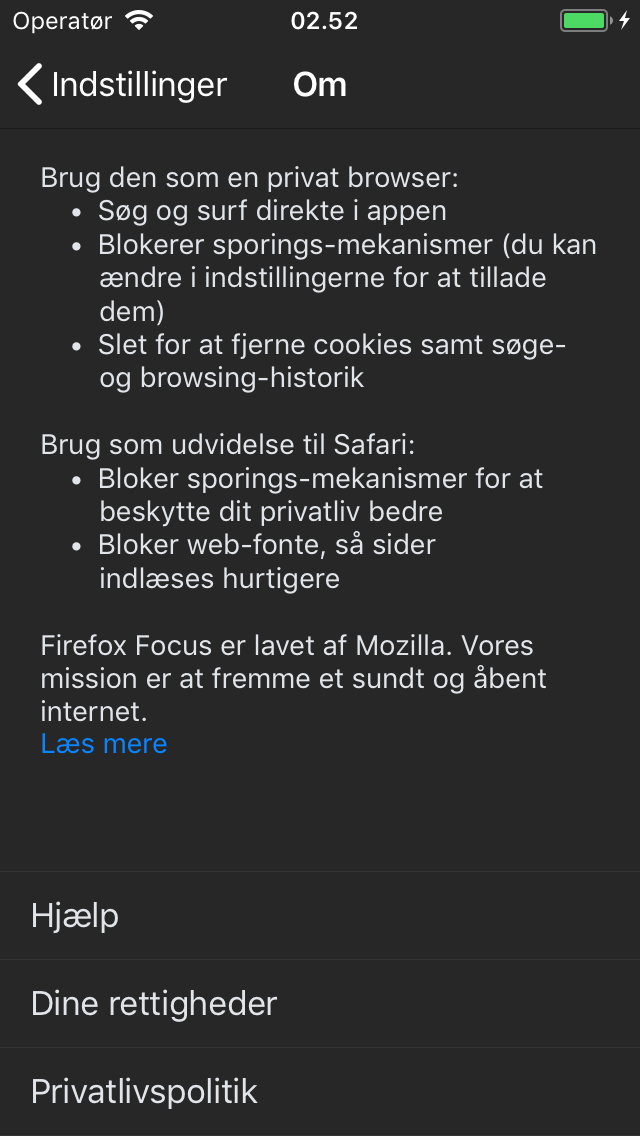 Operatør 02.52
Indstillinger Om
Brug den som en privat browser:
• Søg og surf direkte i appen
• Blokerer sporings-mekanismer (du kan
ændre i indstillingerne for at tillade
dem)
• Slet for at fjerne cookies samt søge-
og browsing-historik
Brug som udvidelse til Safari:
• Bloker sporings-mekanismer for at
beskytte dit privatliv bedre
• Bloker web-fonte, så sider
indlæses hurtigere
Firefox Focus er lavet af Mozilla. Vores
mission er at fremme et sundt og åbent
internet.
Læs mere
Hjælp
Dine rettigheder
Privatlivspolitik